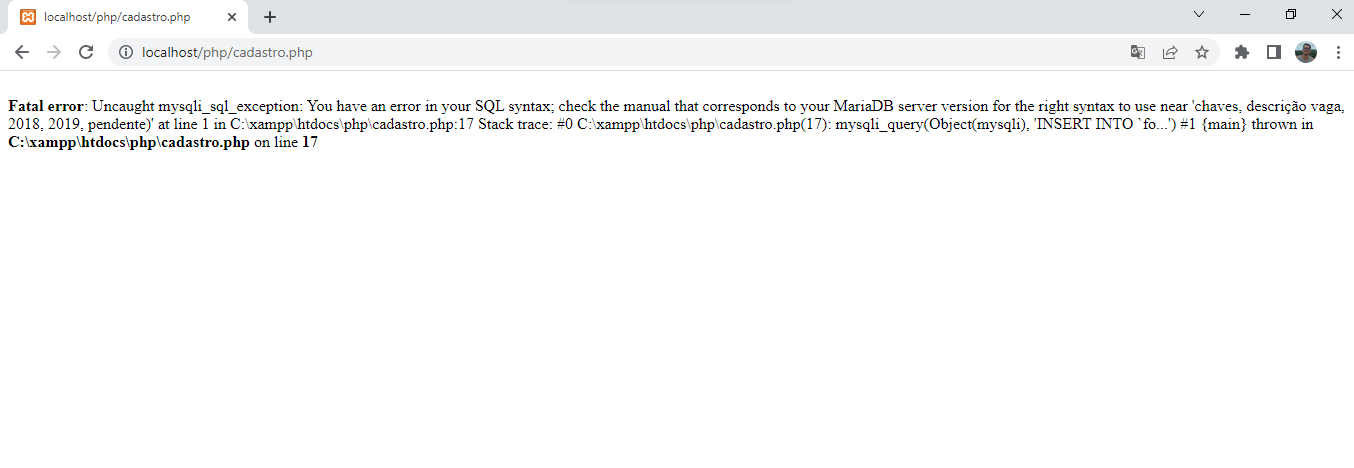 localhost/php/cadastro.php
localhost/php/cadastro.php
Fatal error: Uncaught mysqli_sql_exception: You have an error in your SQL syntax; check the manual that corresponds to your MariaDB server version for the right syntax to use near 'chaves, descrição vaga,
2018, 2019, pendente)' at line 1 in C:\xampp\htdocs\php\cadastro.php:17 Stack trace: #0 C:\xampp\htdocs\php\cadastro.php(17): mysqli_query(Object(mysqli), 'INSERT INTO `fo...') #1 {main} thrown in
C:\xampp\htdocs\php\cadastro.php on line 17